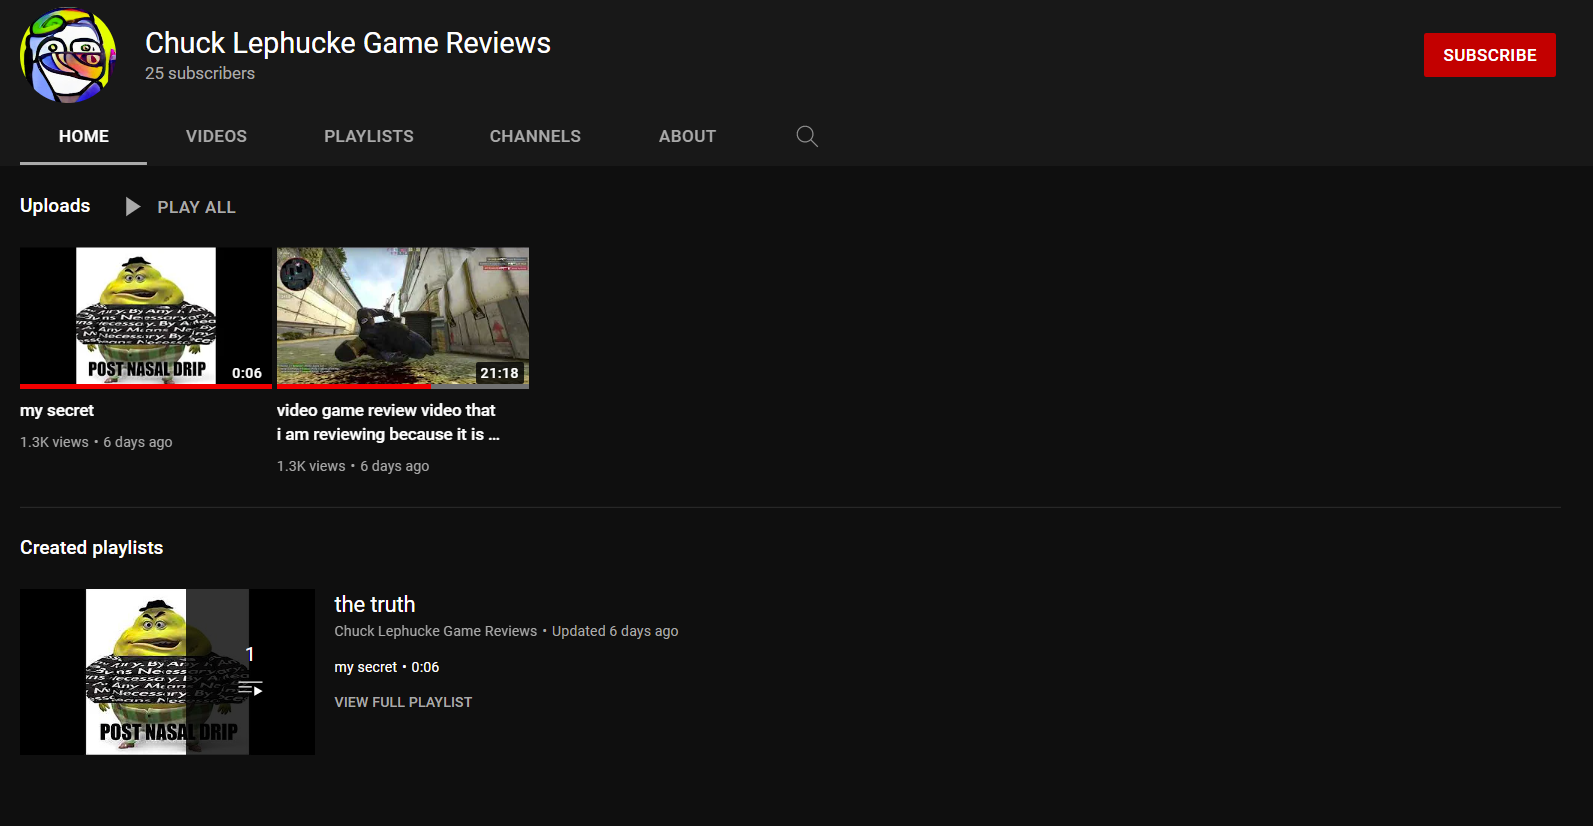 Chuck Lephucke Game Reviews
25 subscribers
SUBSCRIBE
HOME
VIDEOS
PLAYLISTS
CHANNELS
ABOUT
Uploads
PLAY ALL
POST NASAL DRIP
0:06
21:18
my secret
1.3K views • 6 days ago
video game review video that
i am reviewing because it is ...
1.3K views • 6 days ago
Created playlists
1
POST NASAL DRIP
the truth
Chuck Lephucke Game Reviews • Updated 6 days ago
my secret • 0:06
VIEW FULL PLAYLIST